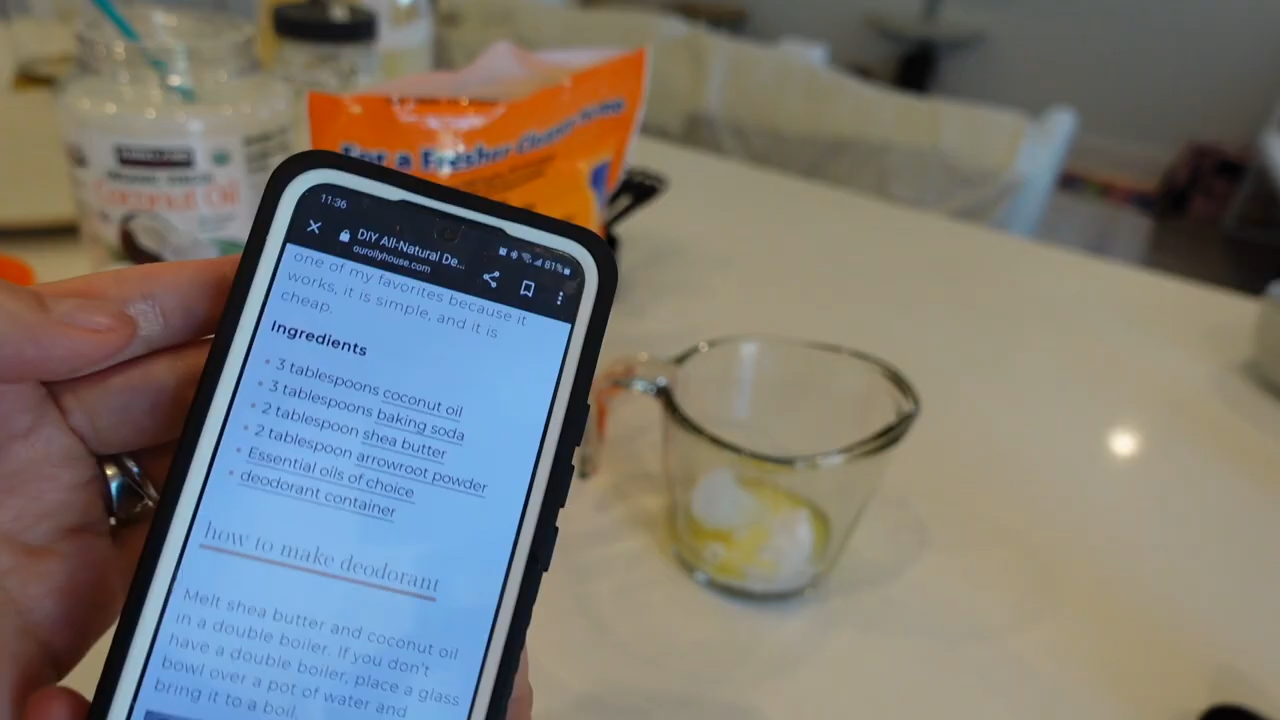 KIRKLAND
ORGANIC VIRGIN
Coconut Oil
For a Fresher Cleaner Home
11:36
81%
DIY All-Natural De...
ouroilyhouse.com
one of my favorites because it
works, it is simple, and it is
cheap.
Ingredients
• 3 tablespoons coconut oil
• 3 tablespoons baking soda
• 2 tablespoon shea butter
• 2 tablespoon arrowroot powder
• Essential oils of choice
• deodorant container
how to make deodorant
Melt shea butter and coconut oil
in a double boiler. If you don't
have a double boiler, place a glass
bowl over a pot of water and
bring it to a boil.